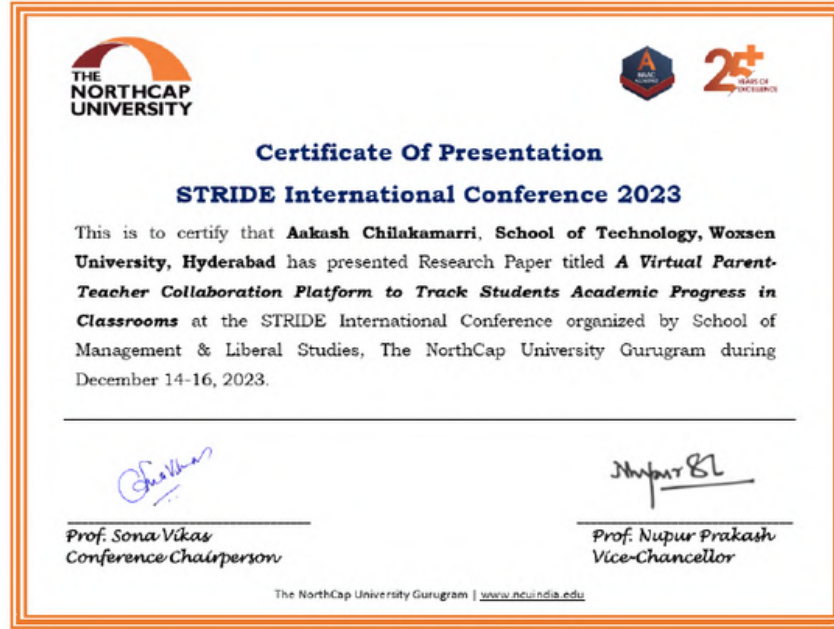 THE
NORTHCAP
UNIVERSITY
A
NAAC
25+
YEARS OF
EXCELLENCE
Certificate Of Presentation
STRIDE International Conference 2023
This is to certify that Aakash Chilakamarri, School of Technology, Woxsen
University, Hyderabad has presented Research Paper titled A Virtual Parent-
Teacher Collaboration Platform to Track Students Academic Progress in
Classrooms at the STRIDE International Conference organized by School of
Management & Liberal Studies, The NorthCap University Gurugram during
December 14-16, 2023.
Prof. Sona Vikas
Conference Chairperson
Prof. Nupur Prakash
Vice-Chancellor
The NorthCap University Gurugram | www.ncuindia.edu